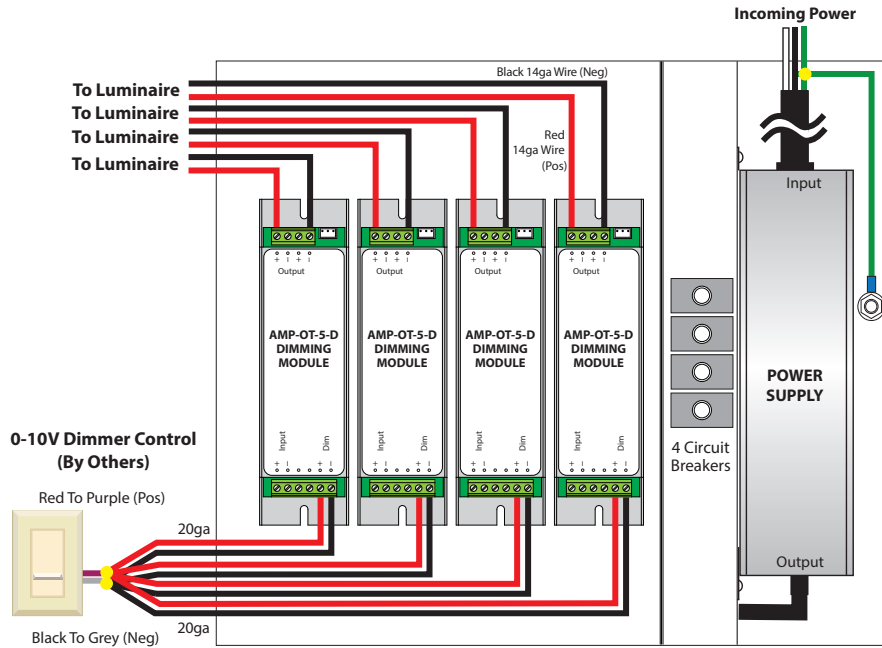 Incoming Power
Black 14ga Wire (Neg)
To Luminaire
To Luminaire
To Luminaire
To Luminaire
Red
14ga Wire
(Pos)
Input
+ – + –
+ – + –
+ – + –
+ – + –
Output
Output
Output
Output
AMP-OT-5-D
DIMMING
MODULE
AMP-OT-5-D
DIMMING
MODULE
AMP-OT-5-D
DIMMING
MODULE
AMP-OT-5-D
DIMMING
MODULE
POWER
SUPPLY
4 Circuit
Breakers
Input
Dim
Input
Dim
Input
Dim
Input
Dim
+ – + –
+ – + –
+ – + –
+ – + –
0-10V Dimmer Control
(By Others)
Red To Purple (Pos)
20ga
Output
20ga
Black To Grey (Neg)